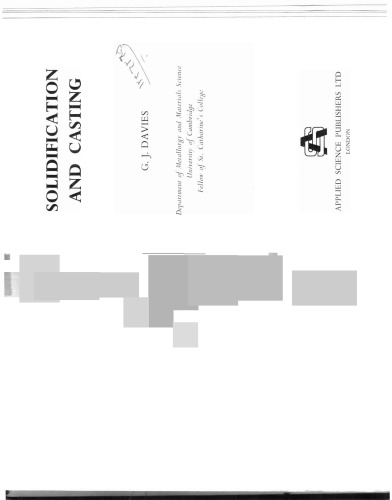 SOLIDIFICATION
AND CASTING
G. J. DAVIES
Department of Metallurgy and Materials Science
University of Cambridge
Fellow of St. Catharine's College
APPLIED SCIENCE PUBLISHERS LTD
LONDON